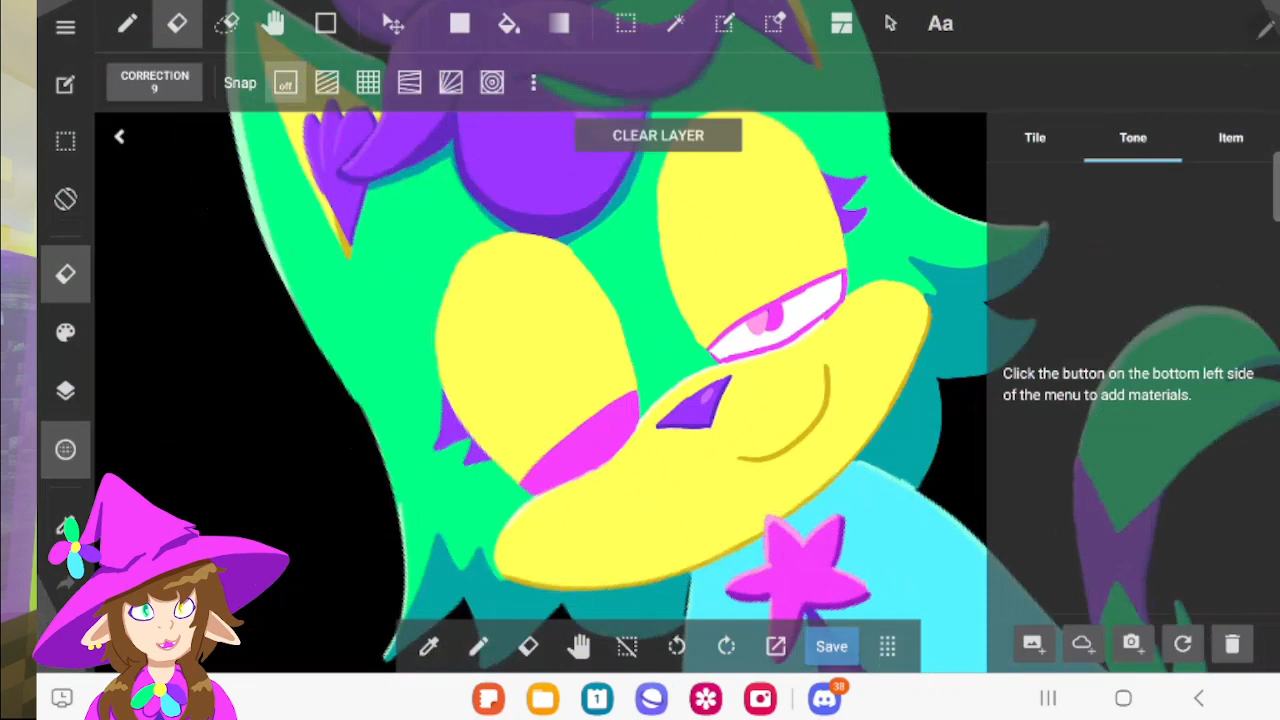 Aa
CORRECTION
9
Snap
off
CLEAR LAYER
Tile
Tone
Item
Click the button on the bottom left side
of the menu to add materials.
Save
1
38